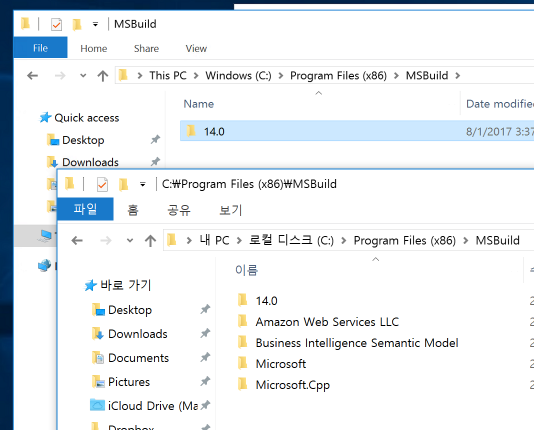 MSBuild
File Home Share View
This PC > Windows (C:) > Program Files (x86) > MSBuild >
Name Date modified
Quick access
14.0 8/1/2017 3:37
Desktop
Downloads
C:₩Program Files (x86)₩MSBuild
파일 홈 공유 보기
내 PC > 로컬 디스크 (C:) > Program Files (x86) > MSBuild
이름
바로 가기
14.0
Desktop
Amazon Web Services LLC
Downloads
Business Intelligence Semantic Model
Documents
Microsoft
Pictures
Microsoft.Cpp
iCloud Drive (Ma
Dropbox